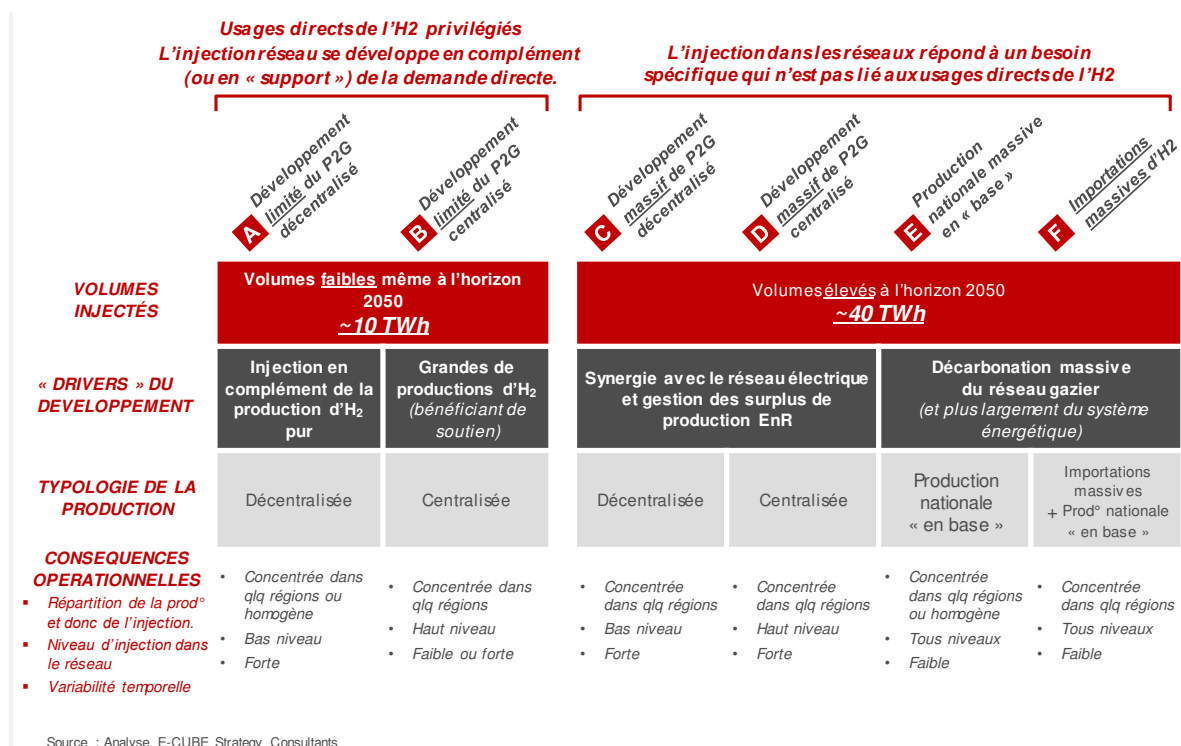 Usages directs de l'H2 privilégiés
L'injection réseau se développe en complément
(ou en « support ») de la demande directe.
L'injection dans les réseaux répond à un besoin
spécifique qui n'est pas lié aux usages directs de l'H2
A
Développement
limité du P2G
décentralisé
B
Développement
limité du P2G
centralisé
C
Développement
massif de P2G
décentralisé
D
Développement
massif de P2G
centralisé
E
Production
nationale massive
en « base »
F
Importations
massives d'H2
VOLUMES
INJECTÉS
Volumes faibles même à l'horizon
2050
~10 TWh
Volumes élevés à l'horizon 2050
~40 TWh
« DRIVERS » DU
DEVELOPPEMENT
Injection en
complément de la
production d'H2
pur
Grandes de
productions d'H2
(bénéficiant de
soutien)
Synergie avec le réseau électrique
et gestion des surplus de
production EnR
Décarbonation massive
du réseau gazier
(et plus largement du système
énergétique)
TYPOLOGIE DE LA
PRODUCTION
Décentralisée
Centralisée
Décentralisée
Centralisée
Production
nationale
« en base »
Importations
massives
+ Prod° nationale
« en base »
CONSEQUENCES
OPERATIONNELLES
▪ Répartition de la prod°
et donc de l'injection.
▪ Niveau d'injection dans
le réseau
▪ Variabilité temporelle
• Concentrée dans
qlq régions ou
homogène
• Bas niveau
• Forte
• Concentrée dans
qlq régions
• Haut niveau
• Faible ou forte
• Concentrée
dans qlq régions
• Bas niveau
• Forte
• Concentrée
dans qlq régions
• Haut niveau
• Forte
• Concentrée
dans qlq régions
ou homogène
• Tous niveaux
• Faible
• Concentrée
dans qlq régions
• Tous niveaux
• Faible
Source : Analyse E-CUBE Strategy Consultants